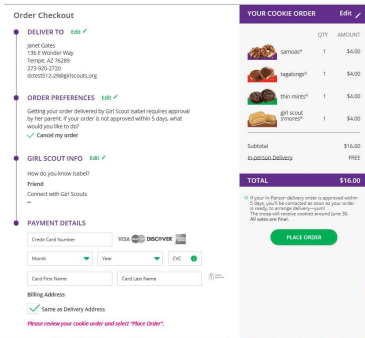 Order Checkout
DELIVER TO Edit
Janet Gates
136 E Wonder Way
Tempe, AZ 76289
273-920-2720
dctest512-29@girlscouts.org
ORDER PREFERENCES Edit
Getting your order delivered by Girl Scout Isabel requires approval
by her parent. If your order is not approved within 5 days, what
would you like to do?
Cancel my order
GIRL SCOUT INFO Edit
How do you know Isabel?
Friend
Connect with Girl Scouts
--
PAYMENT DETAILS
Credit Card Number VISA DISCOVER
Month Year CVC
Card First Name Card Last Name
Billing Address
Same as Delivery Address
Please review your cookie order and select "Place Order".
YOUR COOKIE ORDER Edit
QTY AMOUNT
samoas® 1 $4.00
tagalongs® 1 $4.00
thin mints® 1 $4.00
girl scout
s'mores® 1 $4.00
Subtotal $16.00
In-person Delivery FREE
TOTAL $16.00
If your In Person delivery order is approved within
5 days, you'll be contacted as soon as your order
is ready, to arrange delivery—yum!
The troop will receive cookies around June 30.
All sales are final.
PLACE ORDER